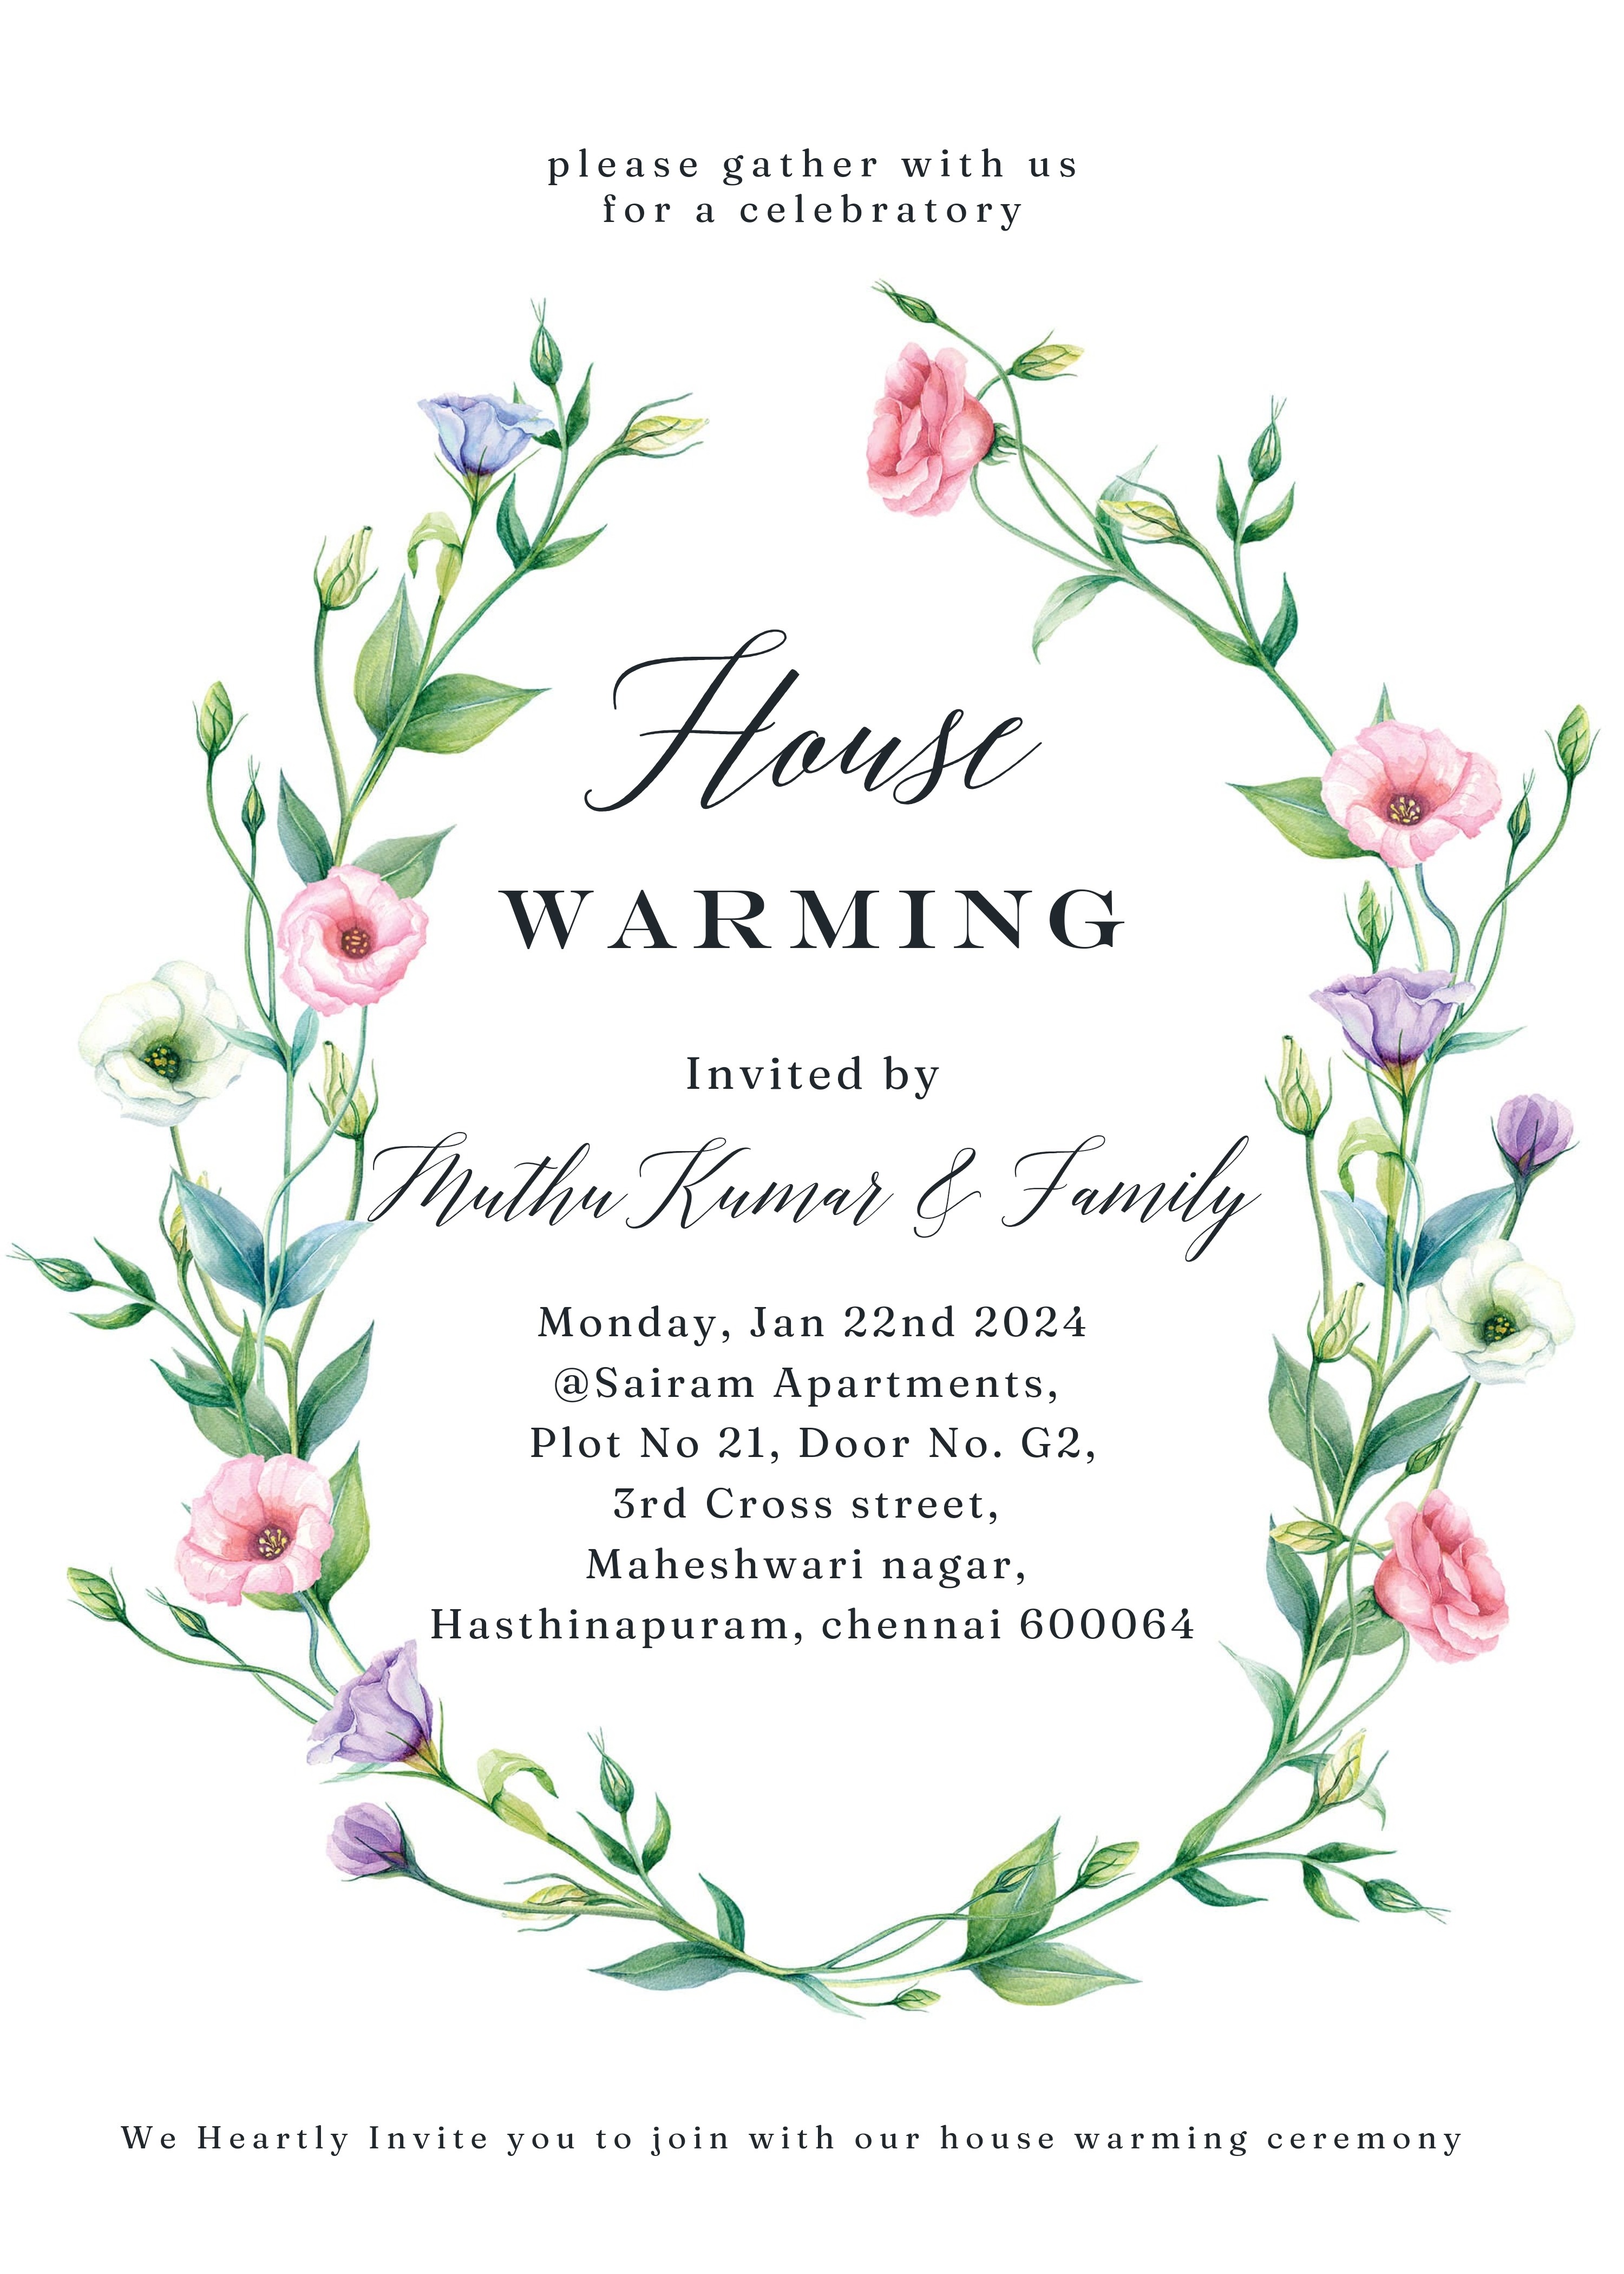 please gather with us
for a celebratory
House
WARMING
Invited by
Muthu Kumar & Family
Monday, Jan 22nd 2024
@Sairam Apartments,
Plot No 21, Door No. G2,
3rd Cross street,
Maheshwari nagar,
Hasthinapuram, chennai 600064
We Heartly Invite you to join with our house warming ceremony